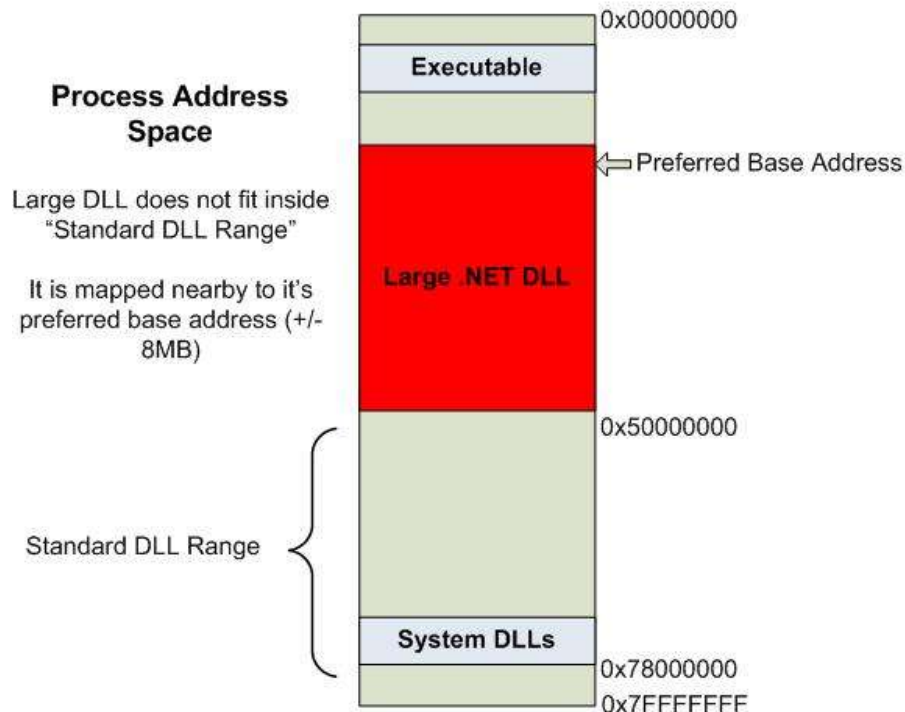 0x00000000
Executable
Process Address
Space
Preferred Base Address
Large DLL does not fit inside
“Standard DLL Range”
Large .NET DLL
It is mapped nearby to it’s
preferred base address (+/-
8MB)
0x50000000
Standard DLL Range
System DLLs
0x78000000
0x7FFFFFFF